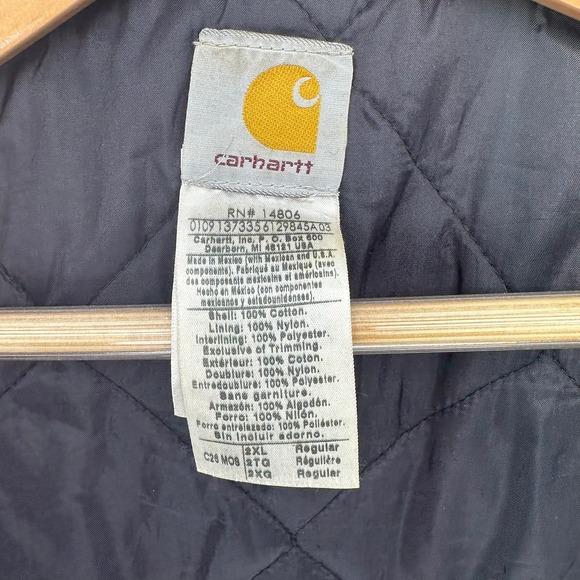 carhartt
RN# 14806
01091373356129845A03
Carhartt, Inc, P. O. Box 600
Dearborn, MI 48121 USA
Made in Mexico (with Mexican and U.S.A.
components). Fabriqué au Mexique (avec
des composants mexicains et américains).
Hecho en México (con componentes
mexicanos y estadounidenses).
Shell: 100% Cotton.
Lining: 100% Nylon.
Interlining: 100% Polyester.
Exclusive of Trimming.
Extérieur: 100% Coton.
Doublure: 100% Nylon.
Entredoublure: 100% Polyester.
Sans garniture.
Armazón: 100% Algodón.
Forro: 100% Nilón.
Forro entrelazado: 100% Poliéster.
Sin incluir adorno.
C26 MOS
2XL Regular
2TG Régulière
2XG Regular